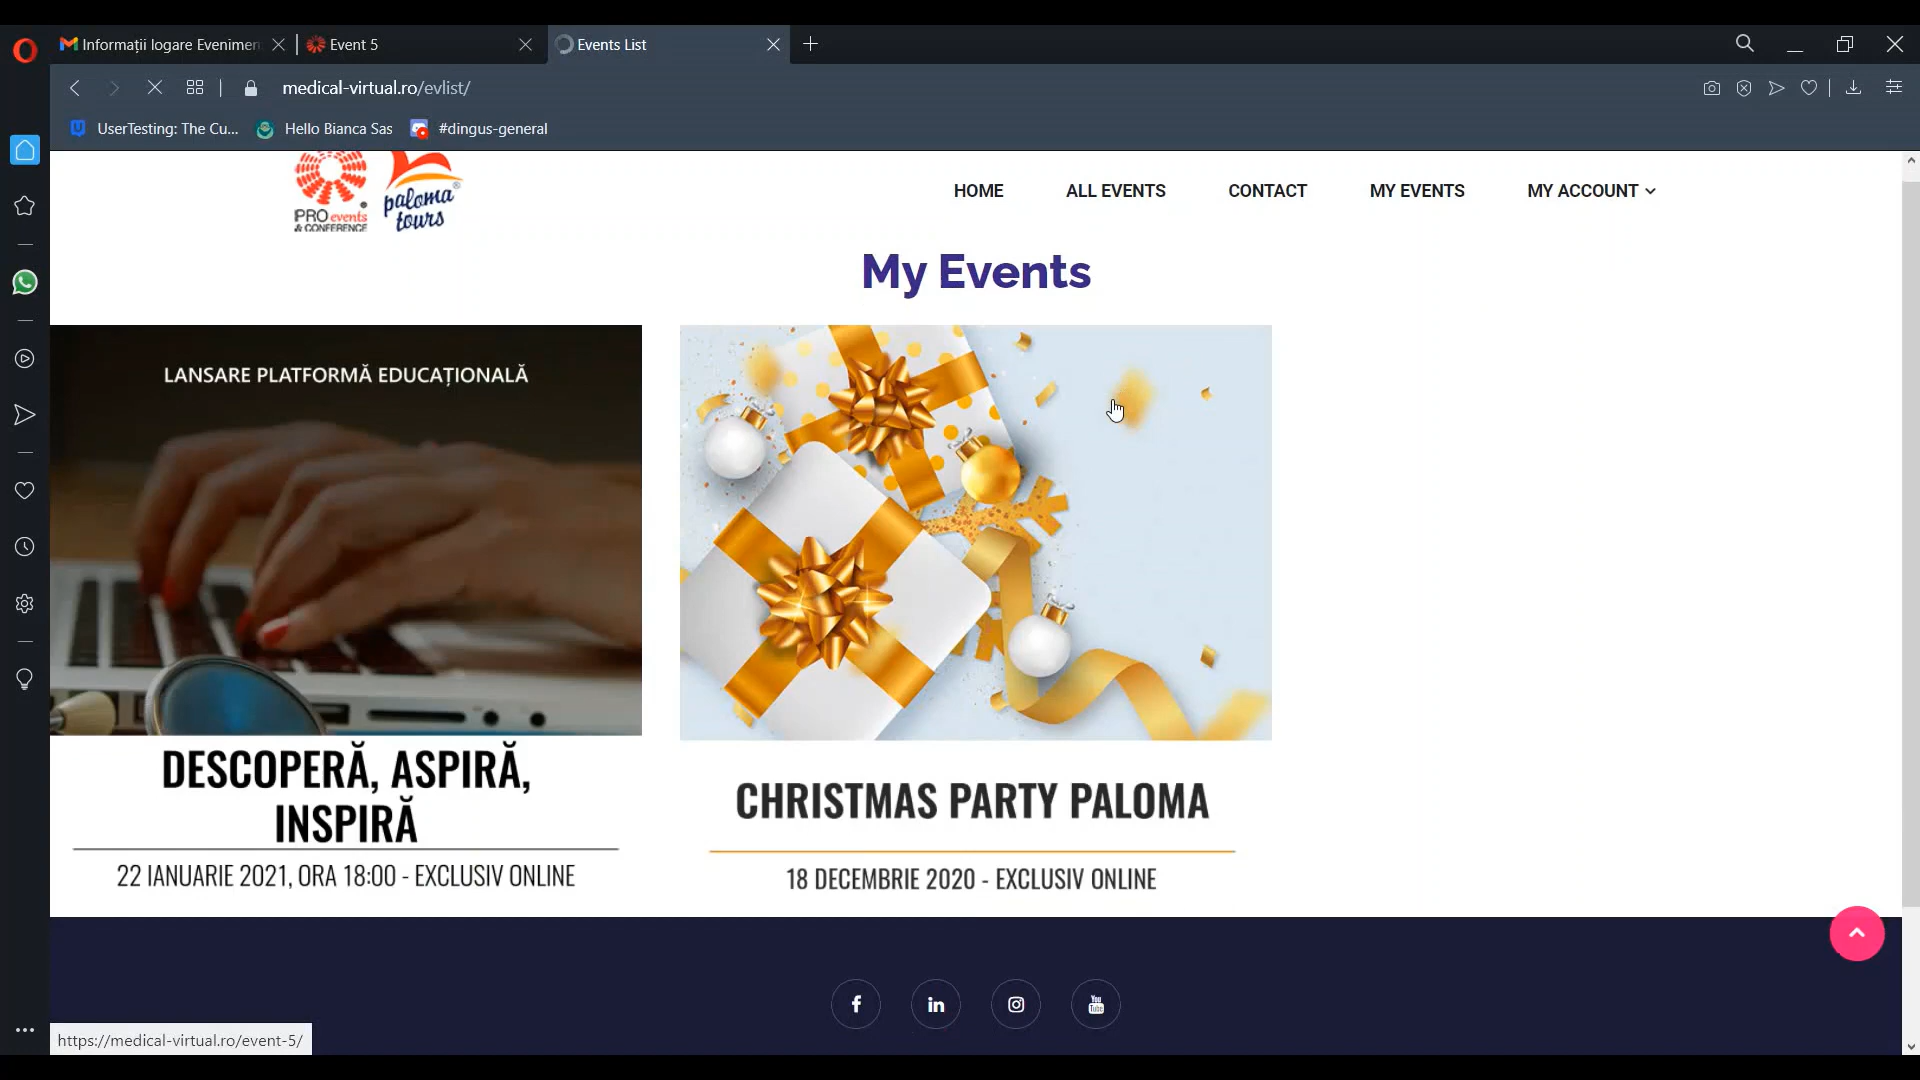 Informații logare Evenimen
Event 5
Events List
medical-virtual.ro/evlist/
UserTesting: The Cu...
Hello Bianca Sas
#dingus-general
PRO events
& CONFERENCE
paloma
tours
HOME
ALL EVENTS
CONTACT
MY EVENTS
MY ACCOUNT
My Events
LANSARE PLATFORMĂ EDUCAȚIONALĂ
DESCOPERĂ, ASPIRĂ,
INSPIRĂ
22 IANUARIE 2021, ORA 18:00 - EXCLUSIV ONLINE
CHRISTMAS PARTY PALOMA
18 DECEMBRIE 2020 - EXCLUSIV ONLINE
You
Tube
https://medical-virtual.ro/event-5/